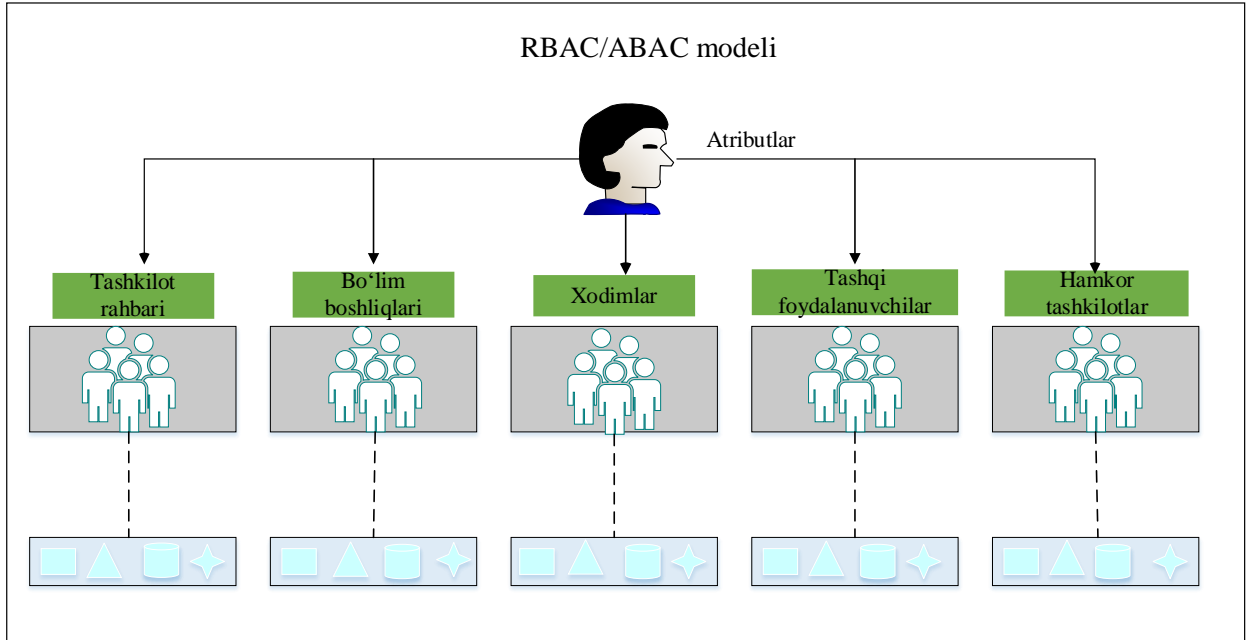 RBAC/ABAC modeli
Atributlar
Tashkilot
rahbari
Bo‘lim
boshliqlari
Xodimlar
Tashqi
foydalanuvchilar
Hamkor
tashkilotlar